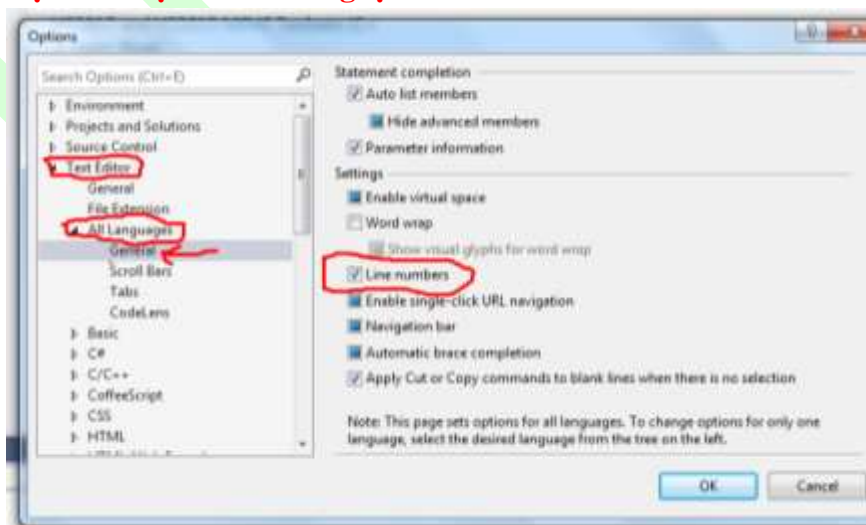 Options
Search Options (Ctrl+E)
Environment
Projects and Solutions
Source Control
Text Editor
General
File Extension
All Languages
General
Scroll Bars
Tabs
CodeLens
Basic
C#
C/C++
CoffeeScript
CSS
HTML
Statement completion
Auto list members
Hide advanced members
Parameter information
Settings
Enable virtual space
Word wrap
Show visual glyphs for word wrap
Line numbers
Enable single-click URL navigation
Navigation bar
Automatic brace completion
Apply Cut or Copy commands to blank lines when there is no selection
Note: This page sets options for all languages. To change options for only one
language, select the desired language from the tree on the left.
OK
Cancel